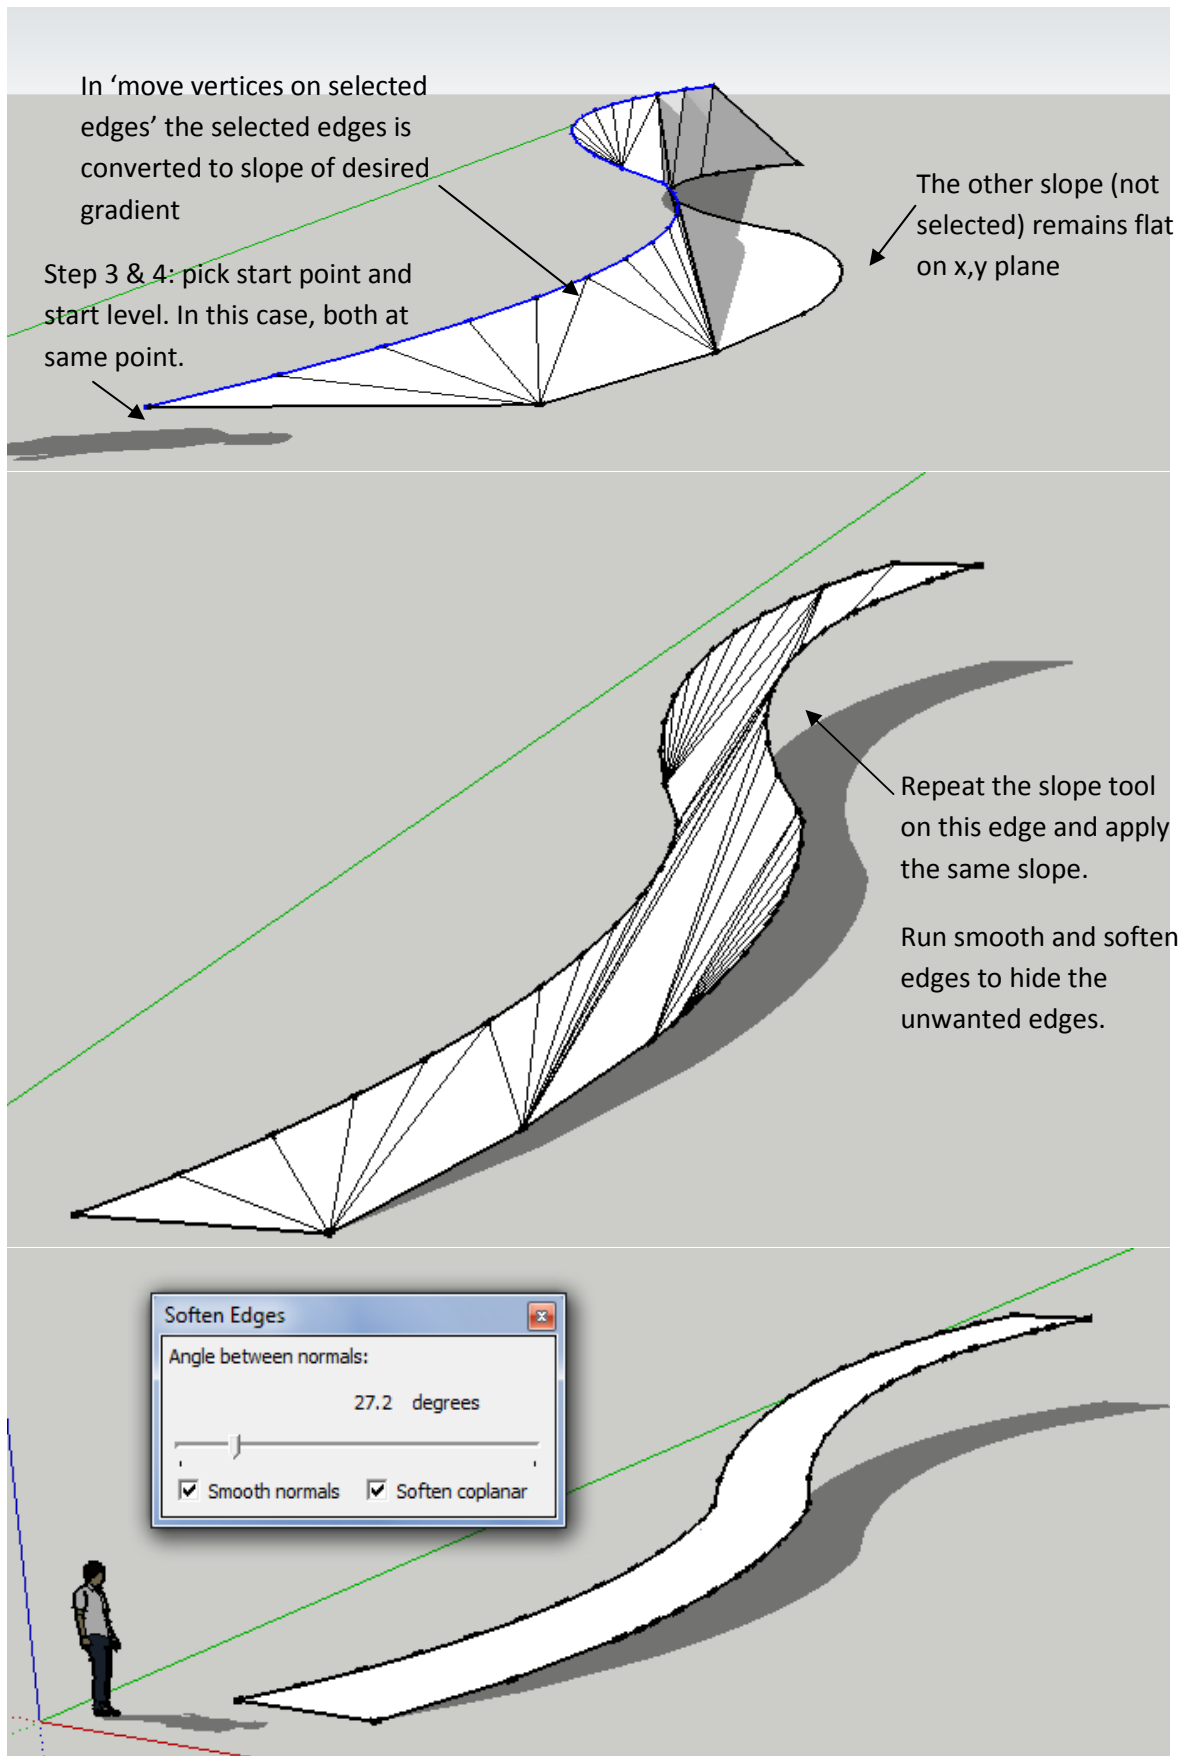 In ‘move vertices on selected
edges’ the selected edges is
converted to slope of desired
gradient
The other slope (not
selected) remains flat
on x,y plane
Step 3 & 4: pick start point and
start level. In this case, both at
same point.
Repeat the slope tool
on this edge and apply
the same slope.
Run smooth and soften
edges to hide the
unwanted edges.
Soften Edges
Angle between normals:
27.2 degrees
Smooth normals Soften coplanar